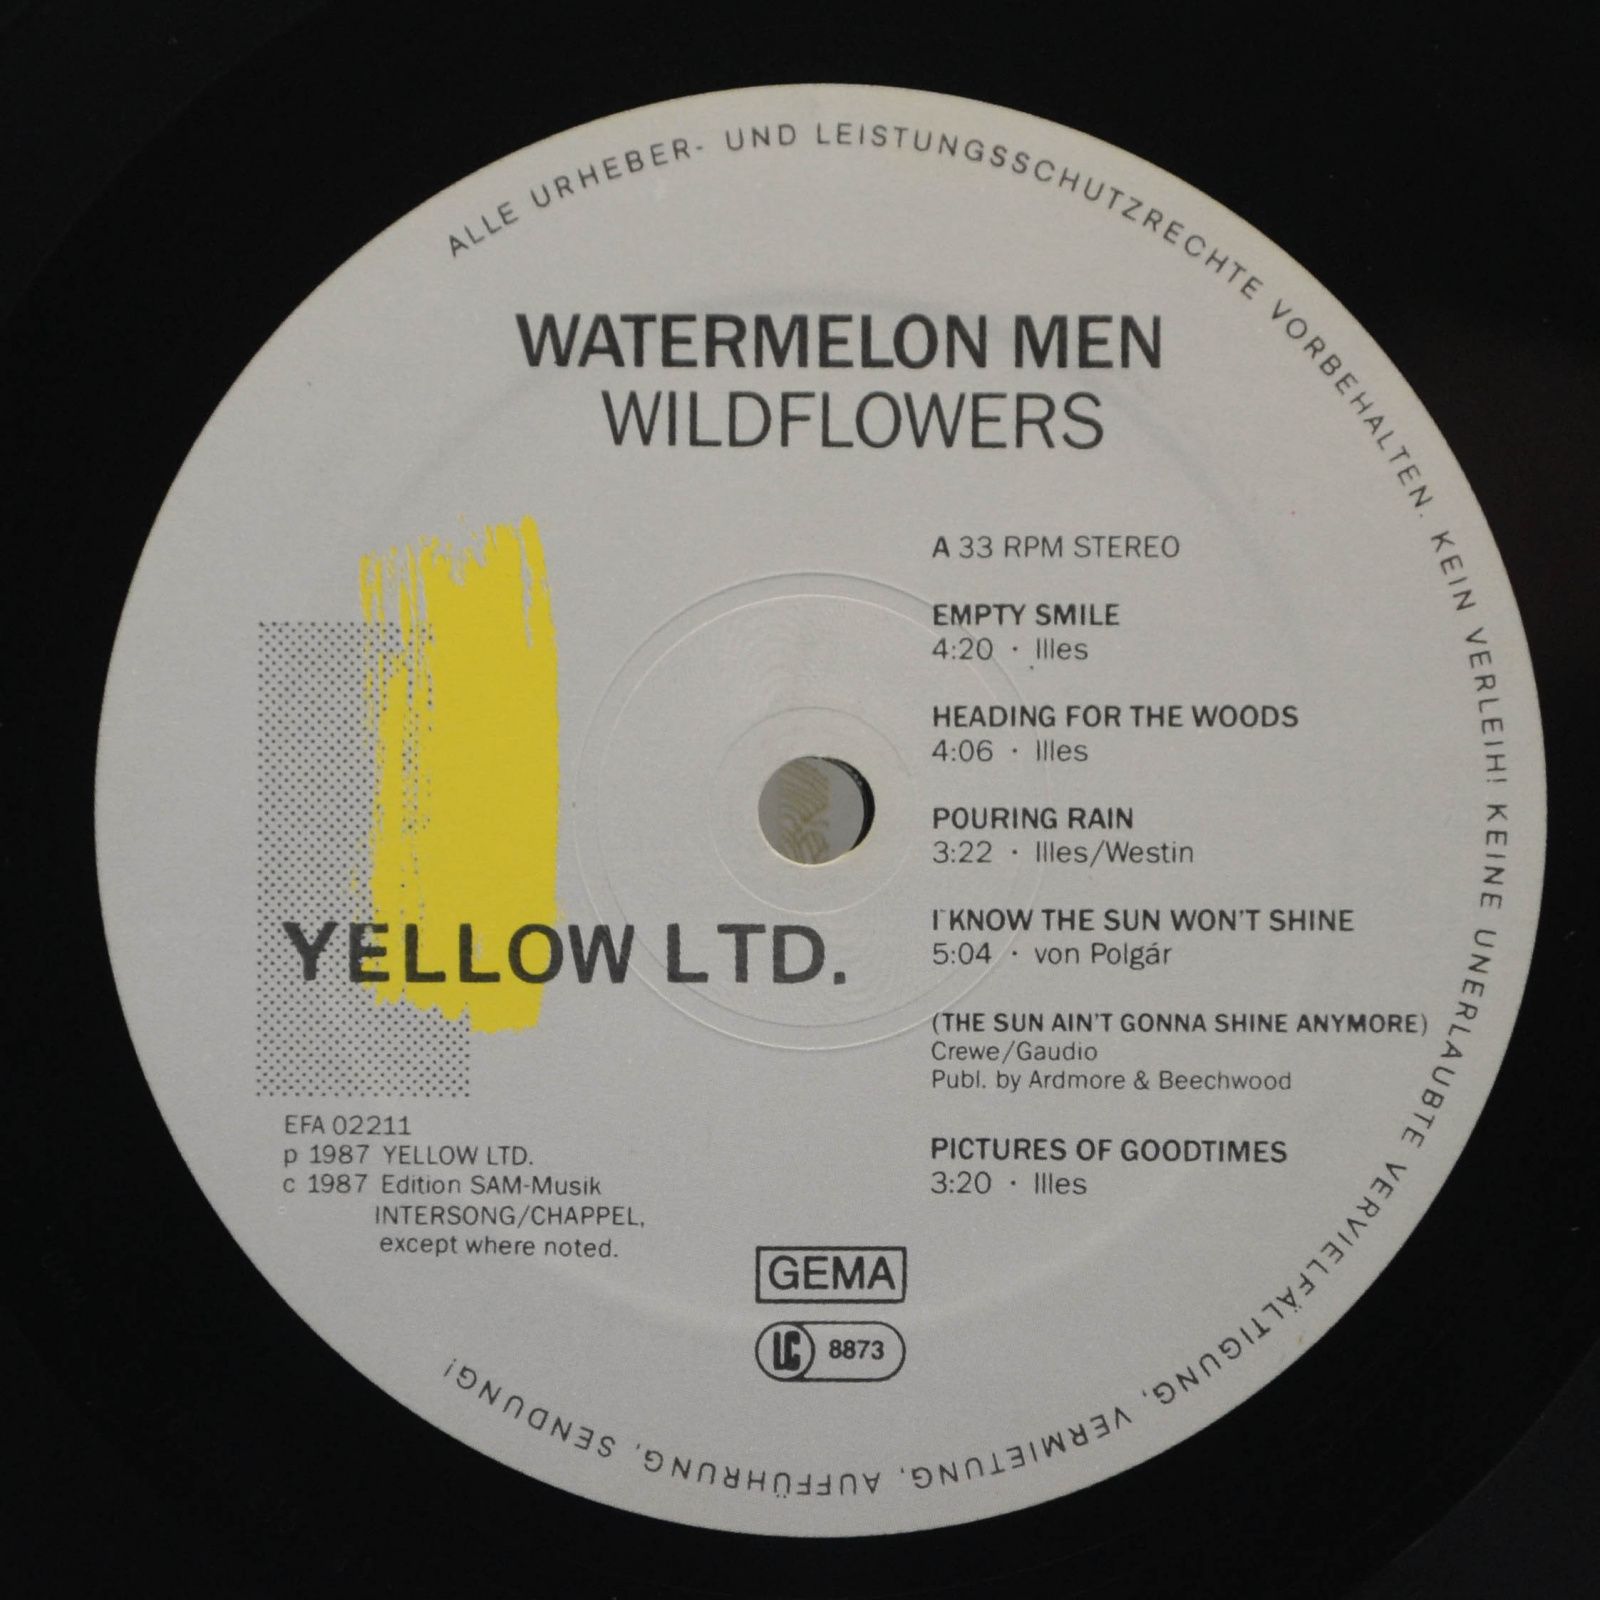 ALLE URHEBER- UND LEISTUNGSSCHUTZRECHTE VORBEHALTEN. KEIN VERLEIH! KEINE UNERLAUBTE VERVIELFÄLTIGUNG, VERMIETUNG, AUFFÜHRUNG, SENDUNG!
WATERMELON MEN
WILDFLOWERS
A 33 RPM STEREO
EMPTY SMILE
4:20 · Illes
HEADING FOR THE WOODS
4:06 · Illes
POURING RAIN
3:22 · Illes/Westin
I KNOW THE SUN WON'T SHINE
5:04 · von Polgár
(THE SUN AIN'T GONNA SHINE ANYMORE)
Crewe/Gaudio
Publ. by Ardmore & Beechwood
PICTURES OF GOODTIMES
3:20 · Illes
YELLOW LTD.
EFA 02211
p 1987 YELLOW LTD.
c 1987 Edition SAM-Musik
INTERSONG/CHAPPEL,
except where noted.
GEMA
LC 8873